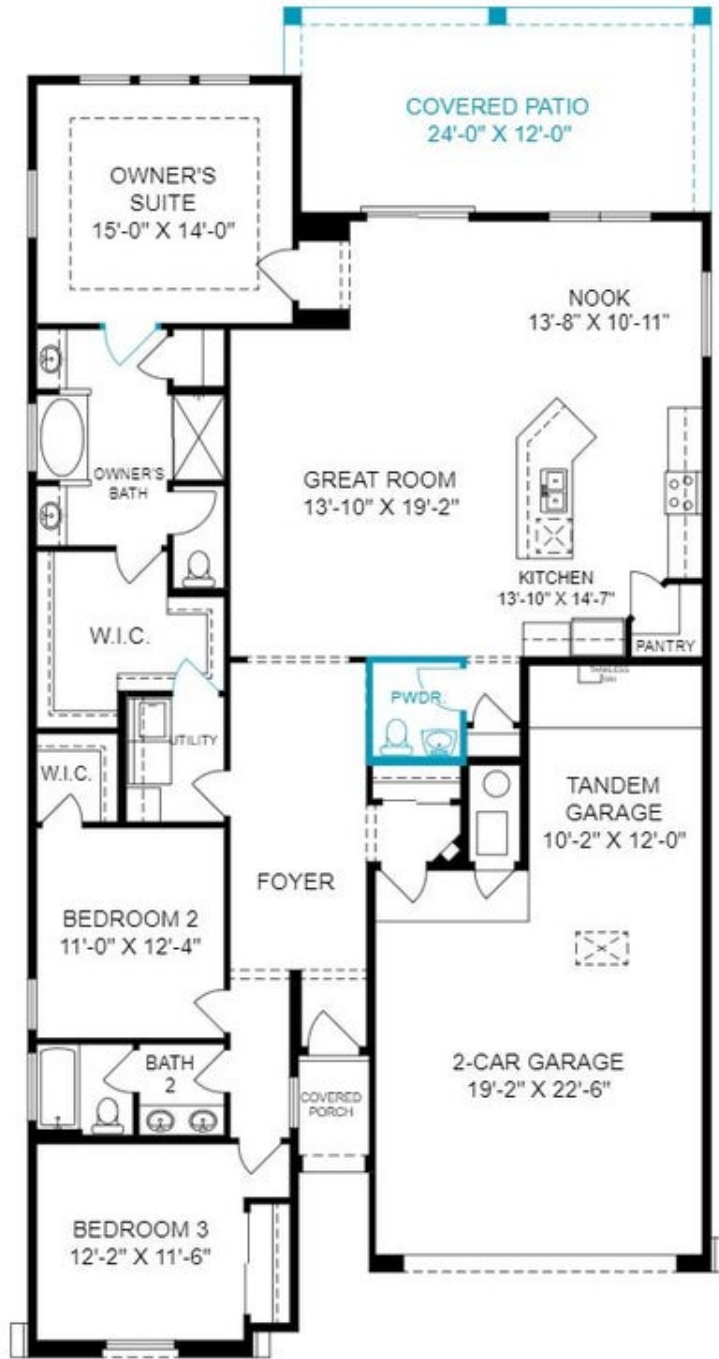 COVERED PATIO
24'-0" X 12'-0"
OWNER'S
SUITE
15'-0" X 14'-0"
NOOK
13'-8" X 10'-11"
OWNER'S
BATH
GREAT ROOM
13'-10" X 19'-2"
KITCHEN
13'-10" X 14'-7"
W.I.C.
PANTRY
PWDR.
UTILITY
W.I.C.
TANDEM
GARAGE
10'-2" X 12'-0"
FOYER
BEDROOM 2
11'-0" X 12'-4"
BATH
2
2-CAR GARAGE
19'-2" X 22'-6"
COVERED
PORCH
BEDROOM 3
12'-2" X 11'-6"